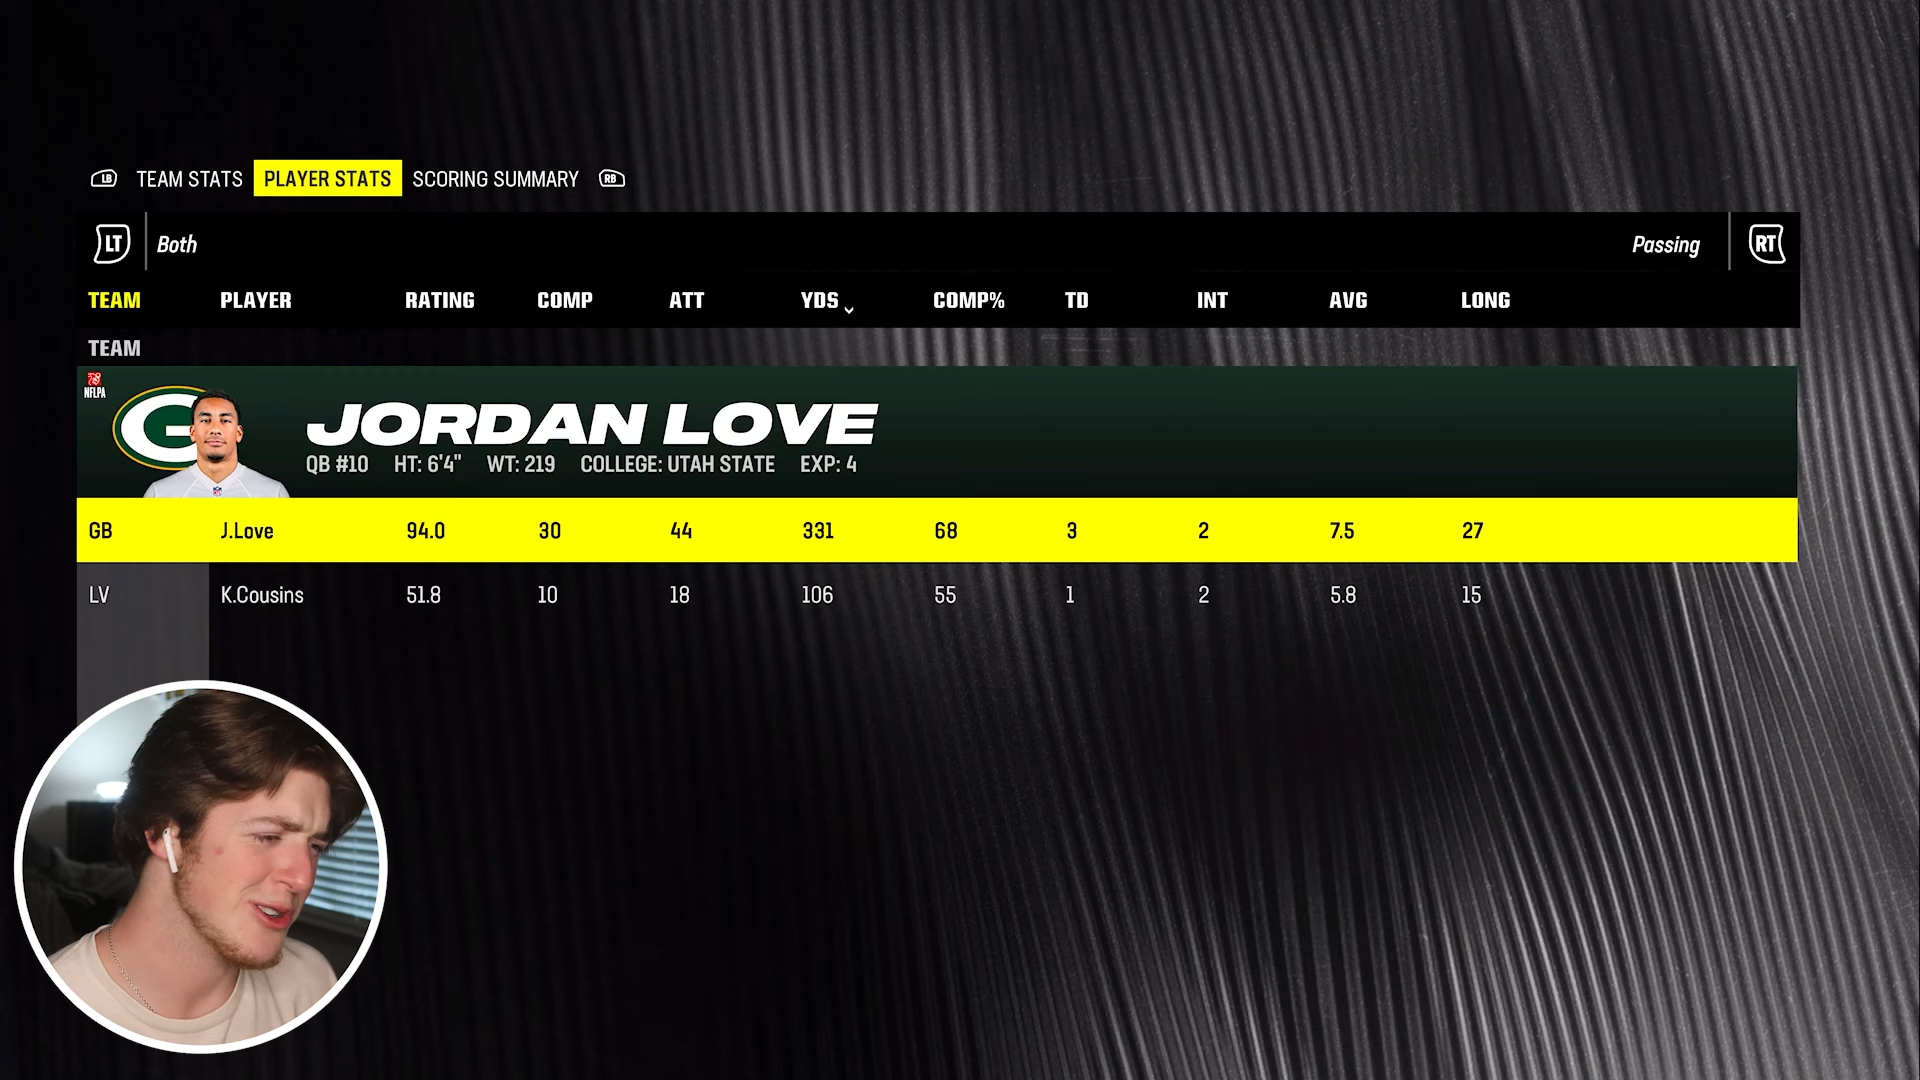 LB TEAM STATS PLAYER STATS SCORING SUMMARY RB
LT Both Passing RT
TEAM PLAYER RATING COMP ATT YDS COMP% TD INT AVG LONG
TEAM
NFLPA
G
JORDAN LOVE
QB #10 HT: 6'4" WT: 219 COLLEGE: UTAH STATE EXP: 4
GB J.Love 94.0 30 44 331 68 3 2 7.5 27
LV K.Cousins 51.8 10 18 106 55 1 2 5.8 15